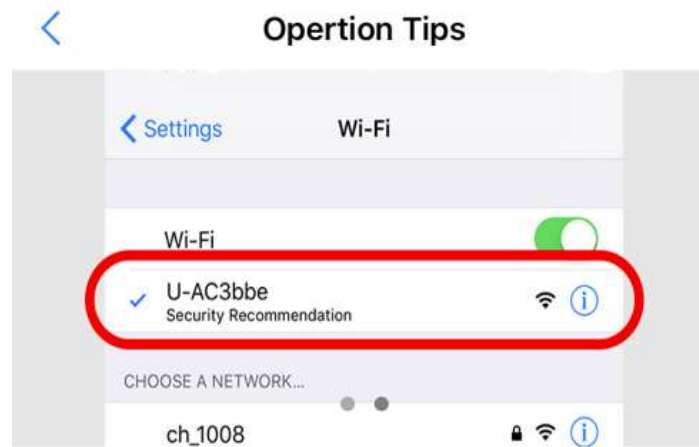 Opertion Tips
Settings Wi-Fi
Wi-Fi
U-AC3bbe
Security Recommendation
CHOOSE A NETWORK...
ch_1008